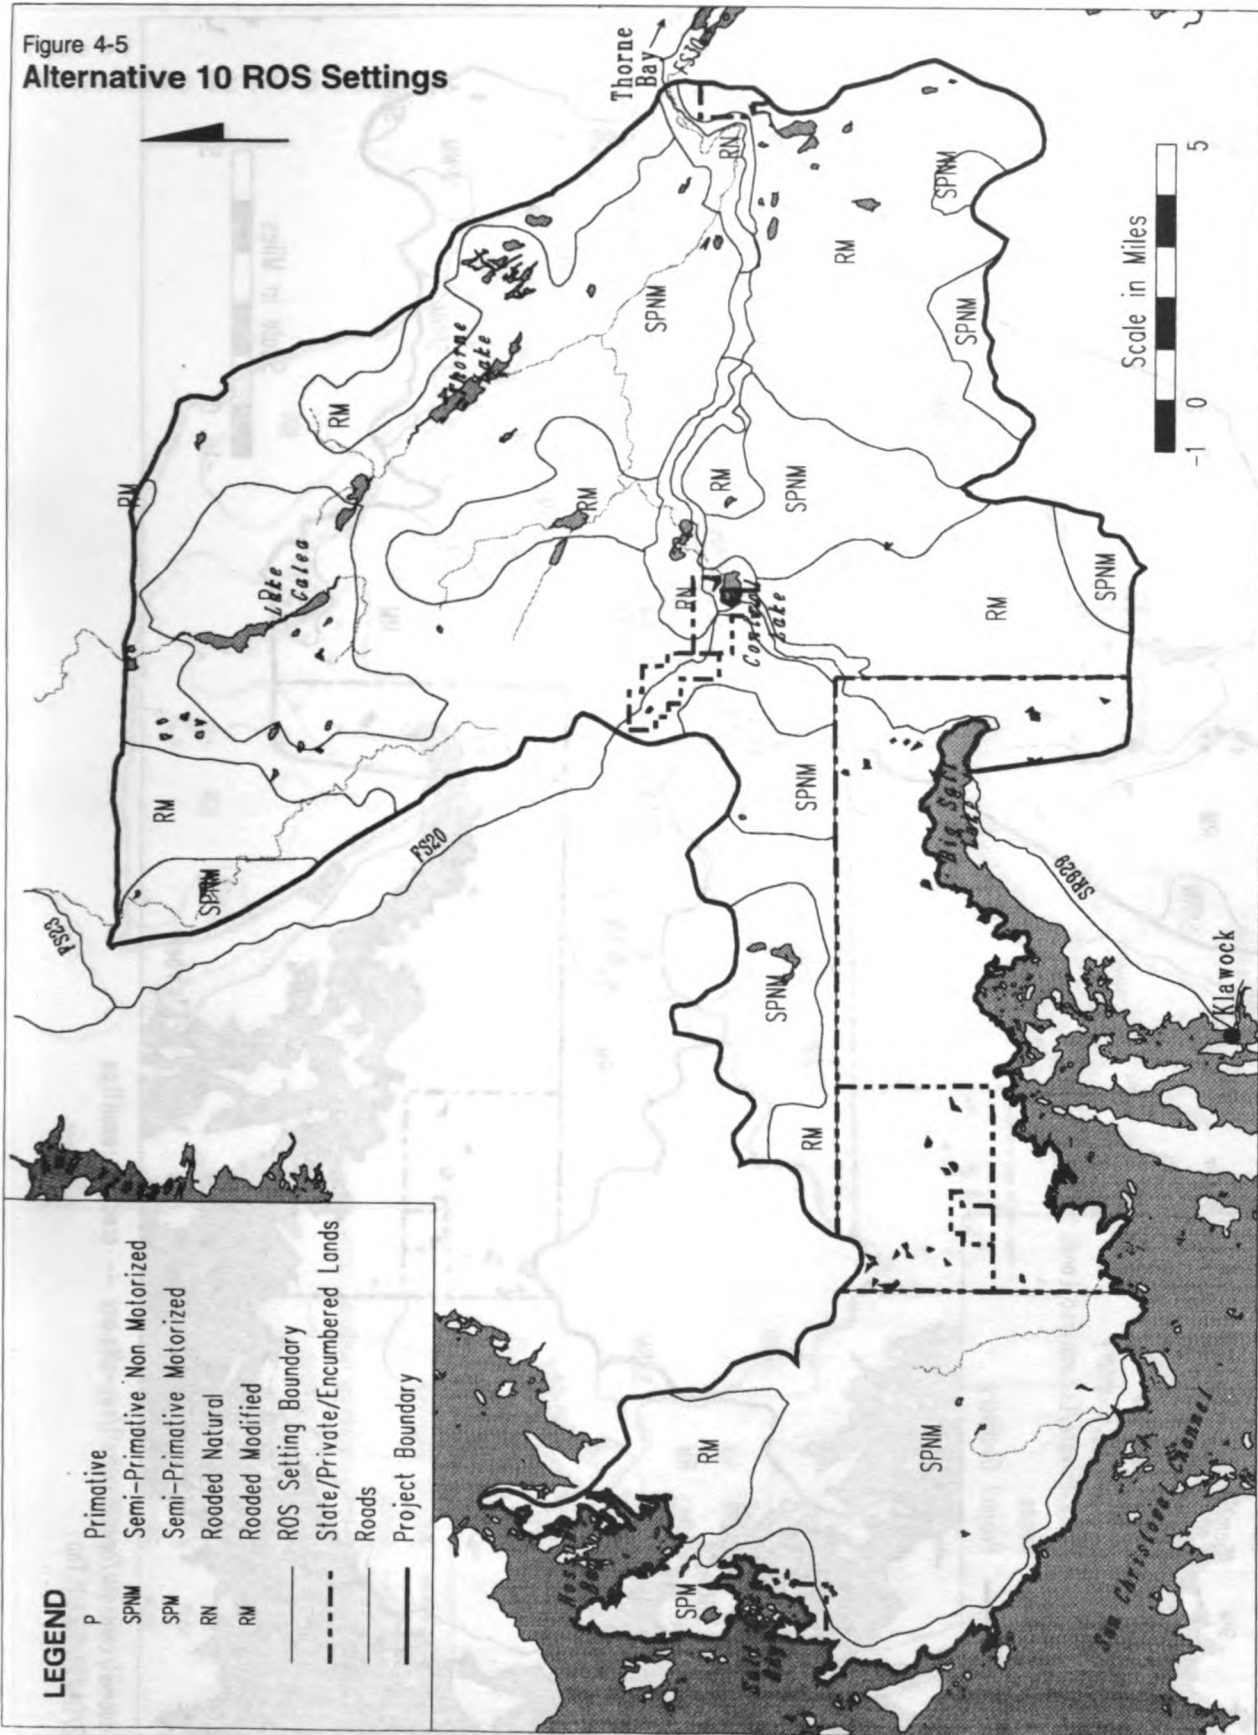 Figure 4-5
Alternative 10 ROS Settings
Thorne
Bay
FS30
RN
SPNM
RM
SPNM
SPNM
Thorne
Lake
RM
RM
Lake
Galea
RM
RM
SPNM
RN
Control
Lake
RM
SPNM
RM
SPNM
SPNM
FS23
FS20
SPNM
RM
Big Salt
Lake
SR929
Klawock
Scale in Miles
-1 0 5
RM
SPNM
SPM
Salt
Bay
San Christional Channel
LEGEND
P Primative
SPNM Semi-Primative Non Motorized
SPM Semi-Primative Motorized
RN Roaded Natural
RM Roaded Modified
ROS Setting Boundary
State/Private/Encumbered Lands
Roads
Project Boundary